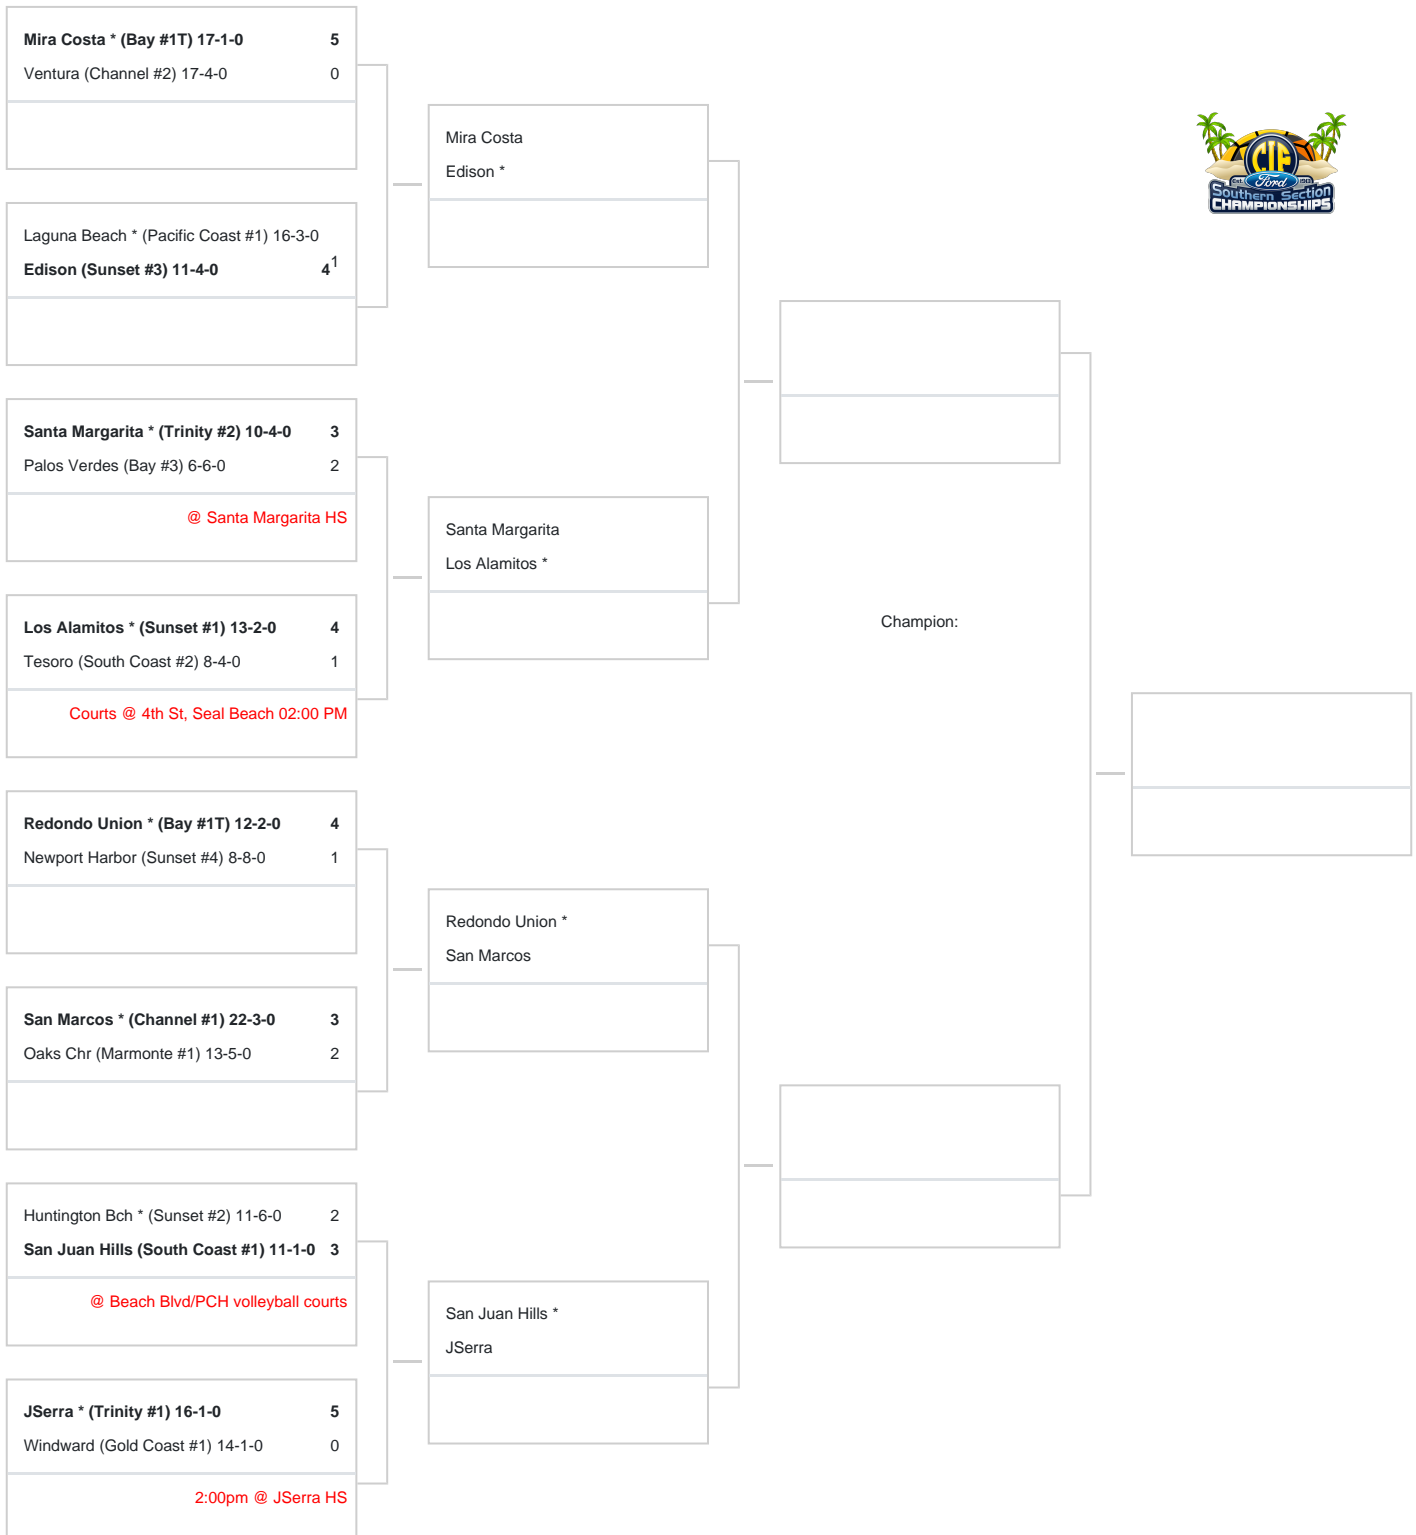 Mira Costa * (Bay #1T) 17-1-0 5
Ventura (Channel #2) 17-4-0 0
Laguna Beach * (Pacific Coast #1) 16-3-0 1
Edison (Sunset #3) 11-4-0 4
Santa Margarita * (Trinity #2) 10-4-0 3
Palos Verdes (Bay #3) 6-6-0 2
@ Santa Margarita HS
Los Alamitos * (Sunset #1) 13-2-0 4
Tesoro (South Coast #2) 8-4-0 1
Courts @ 4th St, Seal Beach 02:00 PM
Redondo Union * (Bay #1T) 12-2-0 4
Newport Harbor (Sunset #4) 8-8-0 1
San Marcos * (Channel #1) 22-3-0 3
Oaks Chr (Marmonte #1) 13-5-0 2
Huntington Bch * (Sunset #2) 11-6-0 2
San Juan Hills (South Coast #1) 11-1-0 3
@ Beach Blvd/PCH volleyball courts
JSerra * (Trinity #1) 16-1-0 5
Windward (Gold Coast #1) 14-1-0 0
2:00pm @ JSerra HS
Mira Costa
Edison *
Santa Margarita
Los Alamitos *
Redondo Union *
San Marcos
San Juan Hills *
JSerra
Champion:
CIF
Est. Ford 1913
Southern Section
CHAMPIONSHIPS